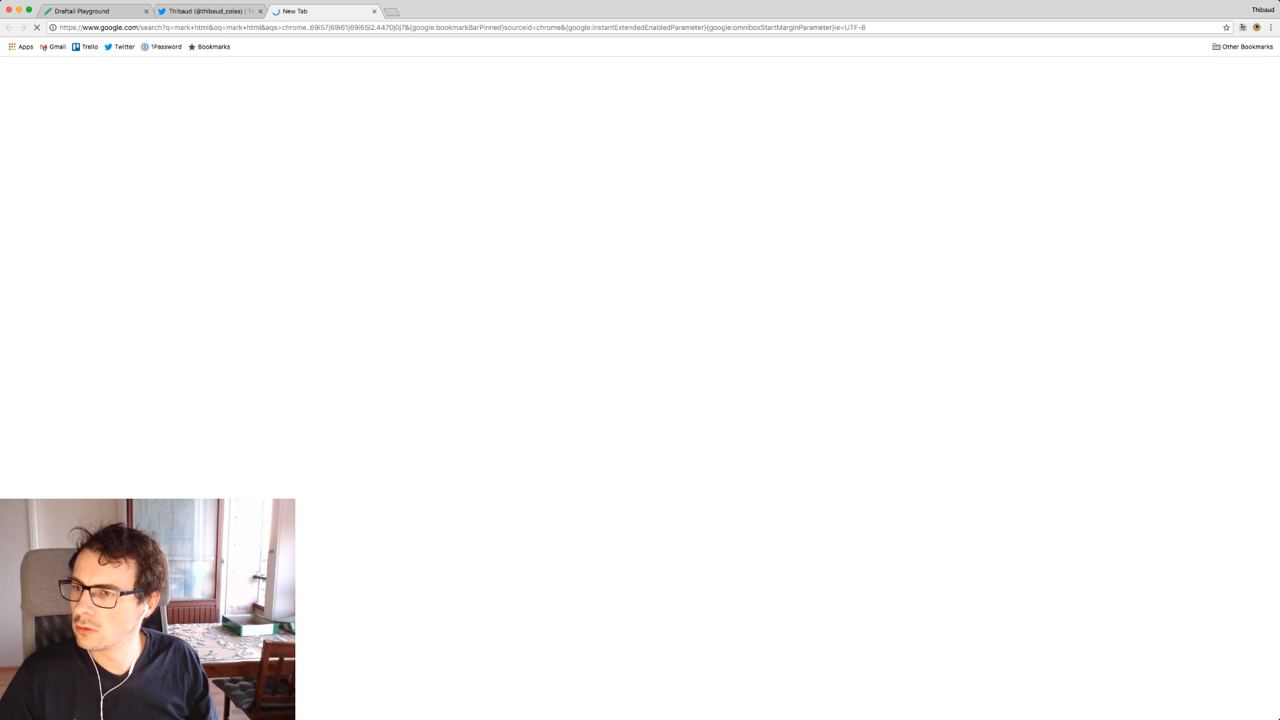 Draftail Playground
Thibaud (@thibaud_colas) | T
New Tab
Thibaud
https://www.google.com/search?q=mark+html&oq=mark+html&aqs=chrome..69i57j69i61j69i65l2.4470j0j7&{google:bookmarkBarPinned}sourceid=chrome&{google:instantExtendedEnabledParameter}{google:omniboxStartMarginParameter}ie=UTF-8
Apps
Gmail
Trello
Twitter
1Password
Bookmarks
Other Bookmarks